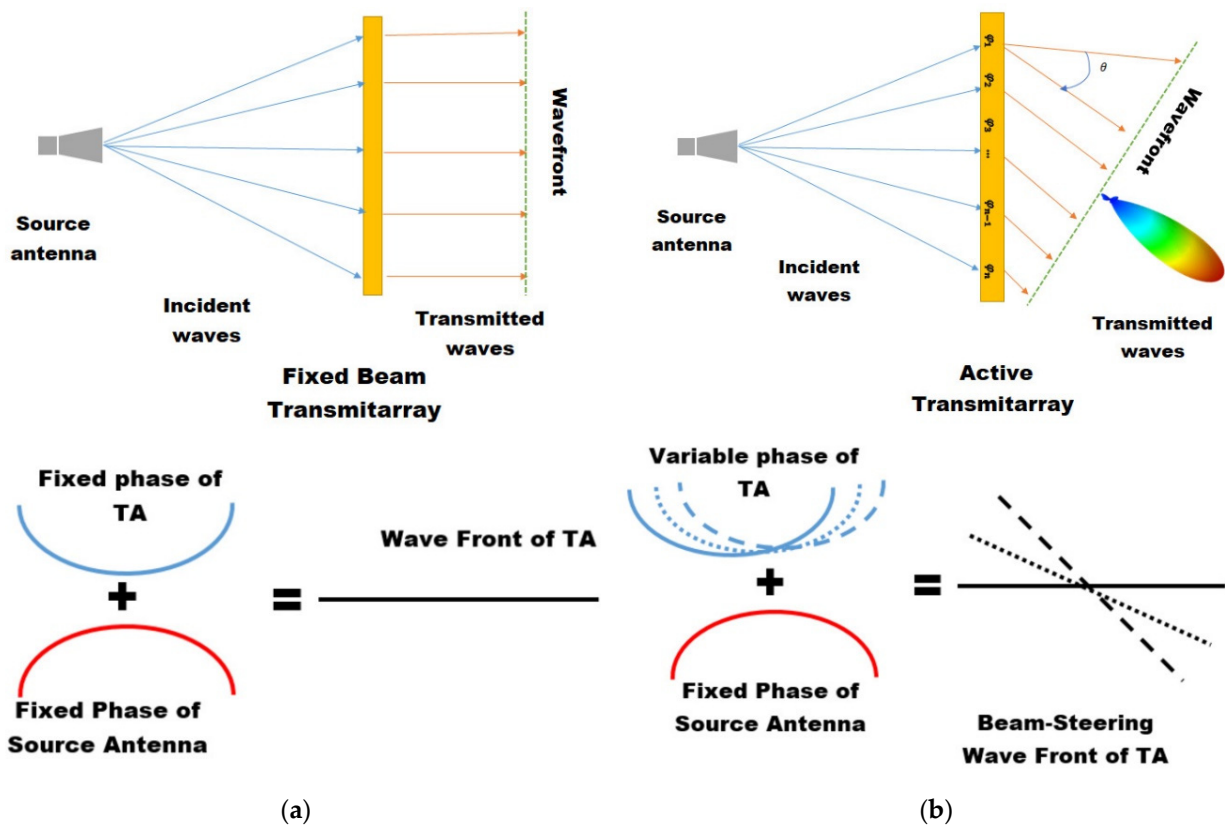 Source
antenna
Incident
waves
Transmitted
waves
Wavefront
Fixed Beam
Transmitarray
Fixed phase of
TA
+
Fixed Phase of
Source Antenna
=
Wave Front of TA
(a)
Source
antenna
Incident
waves
φ1
φ2
φ3
...
φn−1
φn
θ
Wavefront
Transmitted
waves
Active
Transmitarray
Variable phase of
TA
+
Fixed Phase of
Source Antenna
=
Beam-Steering
Wave Front of TA
(b)